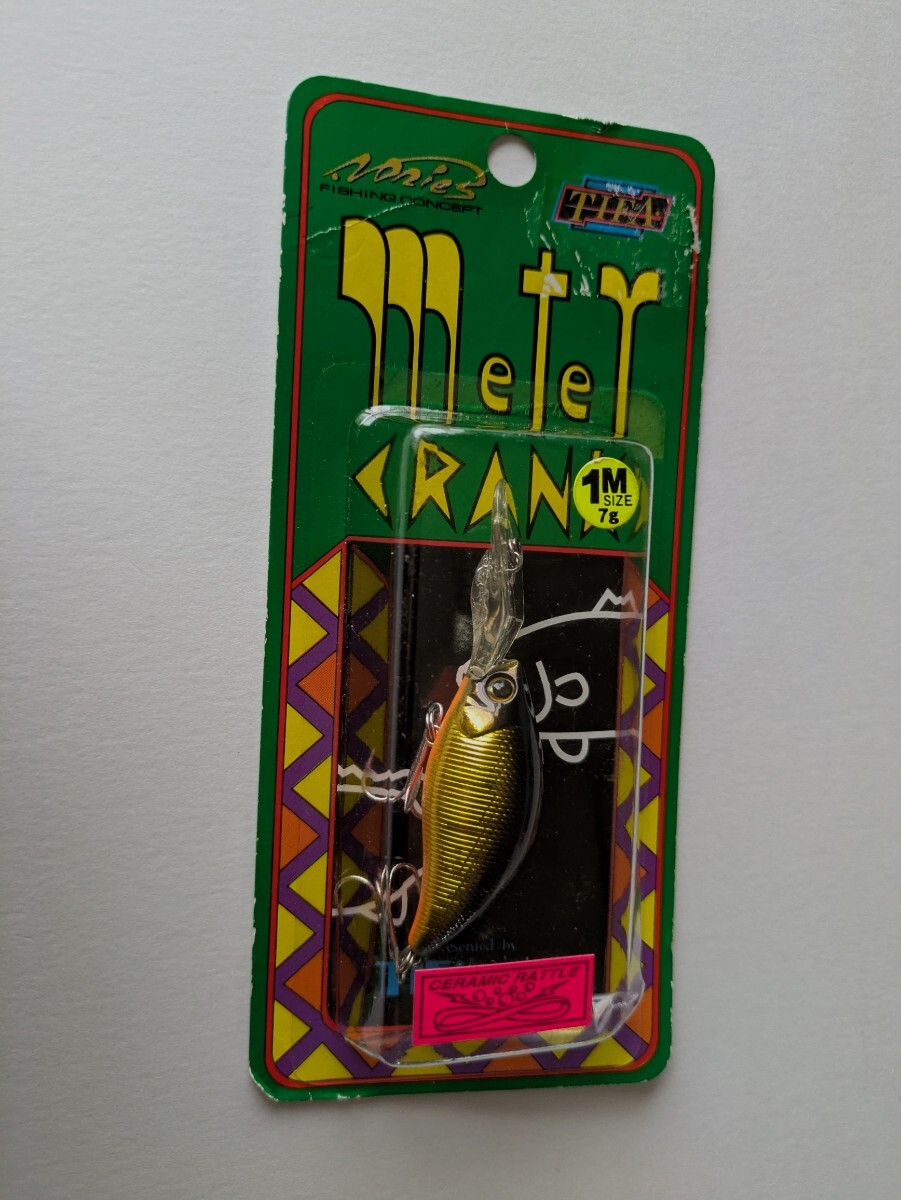 Nories
FISHING CONCEPT
TIFA
meter
CRANK
1M
SIZE
7g
CERAMIC RATTLE